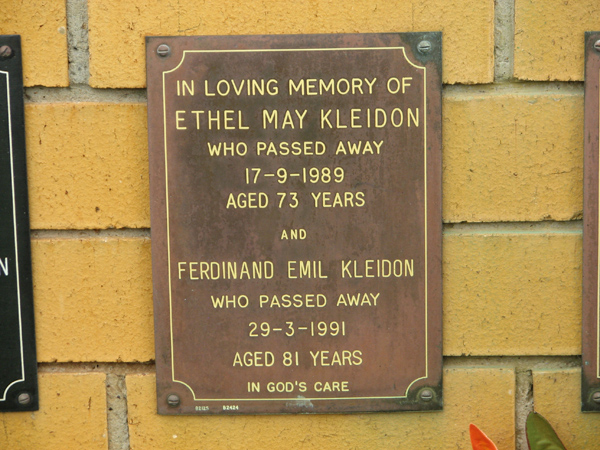 IN LOVING MEMORY OF
ETHEL MAY KLEIDON
WHO PASSED AWAY
17-9-1989
AGED 73 YEARS
AND
FERDINAND EMIL KLEIDON
WHO PASSED AWAY
29-3-1991
AGED 81 YEARS
IN GOD'S CARE
82424
N